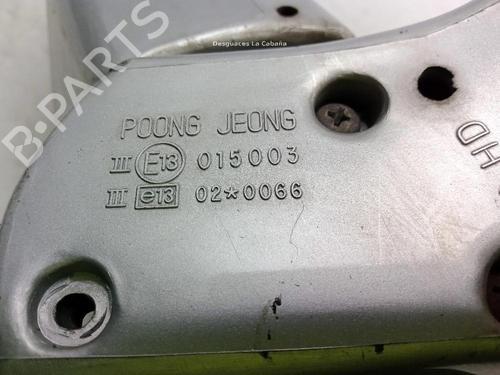 Desguaces La Cabaña
B-PARTS
POONG JEONG
III E13 015003
III e13 02*0066
HD